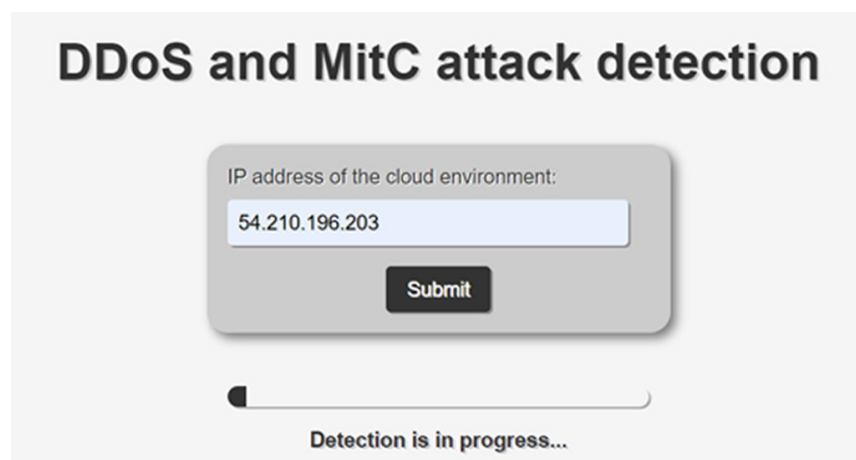 DDoS and MitC attack detection
IP address of the cloud environment:
54.210.196.203
Submit
Detection is in progress...